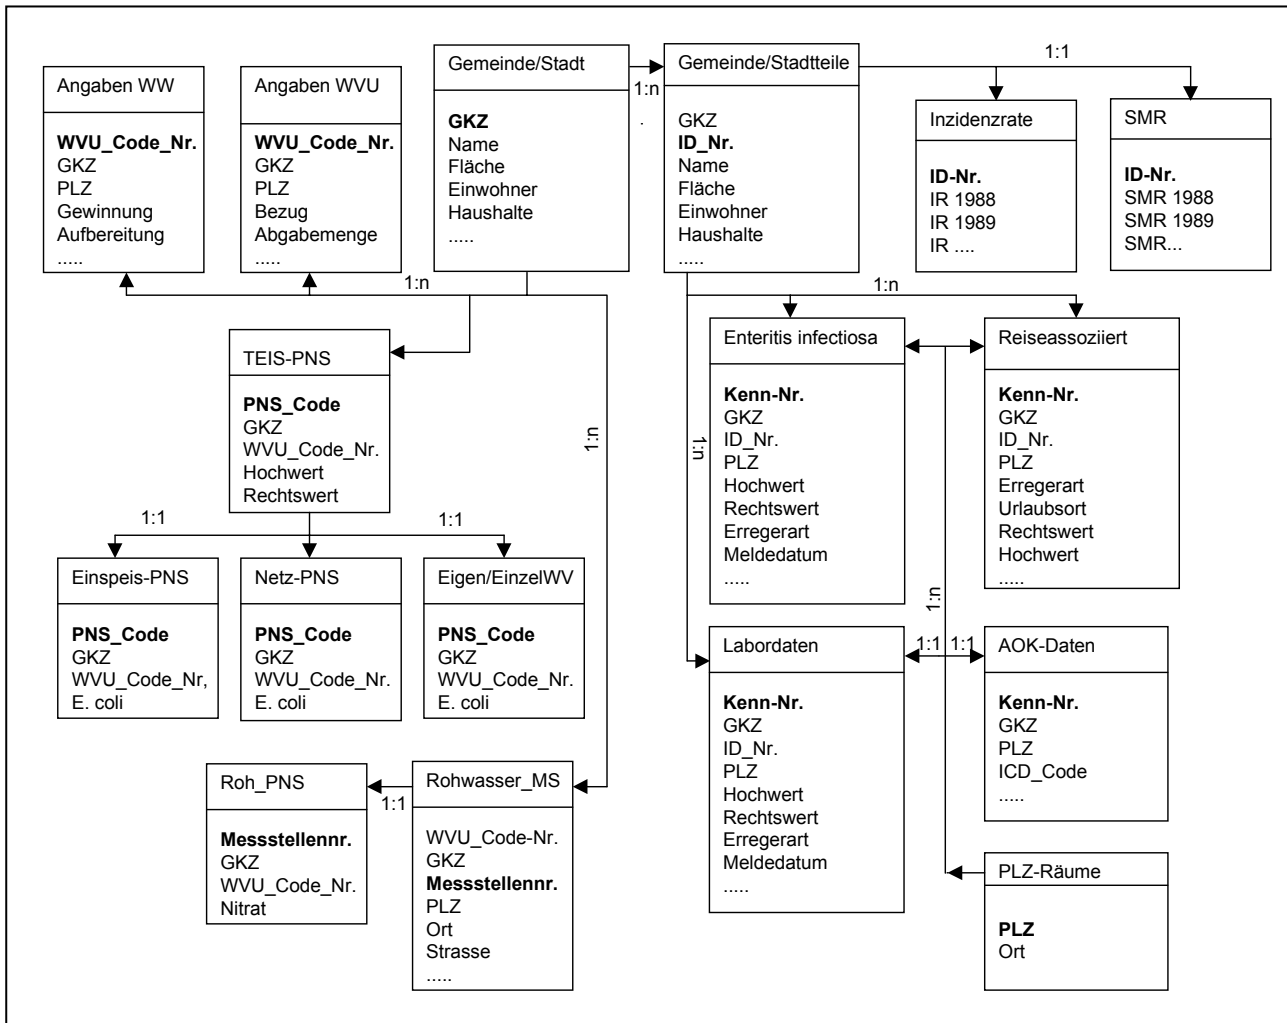 Angaben WW
WVU_Code_Nr.
GKZ
PLZ
Gewinnung
Aufbereitung
.....
Angaben WVU
WVU_Code_Nr.
GKZ
PLZ
Bezug
Abgabemenge
.....
Gemeinde/Stadt
GKZ
Name
Fläche
Einwohner
Haushalte
.....
1:n
.
Gemeinde/Stadtteile
GKZ
ID_Nr.
Name
Fläche
Einwohner
Haushalte
.....
1:1
Inzidenzrate
ID-Nr.
IR 1988
IR 1989
IR ....
SMR
ID-Nr.
SMR 1988
SMR 1989
SMR...
1:n
1:n
TEIS-PNS
PNS_Code
GKZ
WVU_Code_Nr.
Hochwert
Rechtswert
1:n
1:n
Enteritis infectiosa
Kenn-Nr.
GKZ
ID_Nr.
PLZ
Hochwert
Rechtswert
Erregerart
Meldedatum
.....
Reiseassoziiert
Kenn-Nr.
GKZ
ID_Nr.
PLZ
Erregerart
Urlaubsort
Rechtswert
Hochwert
.....
1:1
1:1
Einspeis-PNS
PNS_Code
GKZ
WVU_Code_Nr,
E. coli
Netz-PNS
PNS_Code
GKZ
WVU_Code_Nr.
E. coli
Eigen/EinzelWV
PNS_Code
GKZ
WVU_Code_Nr.
E. coli
1:n
Labordaten
Kenn-Nr.
GKZ
ID_Nr.
PLZ
Hochwert
Rechtswert
Erregerart
Meldedatum
.....
1:1
1:1
AOK-Daten
Kenn-Nr.
GKZ
PLZ
ICD_Code
.....
Roh_PNS
Messstellennr.
GKZ
WVU_Code_Nr.
Nitrat
1:1
Rohwasser_MS
WVU_Code-Nr.
GKZ
Messstellennr.
PLZ
Ort
Strasse
.....
PLZ-Räume
PLZ
Ort